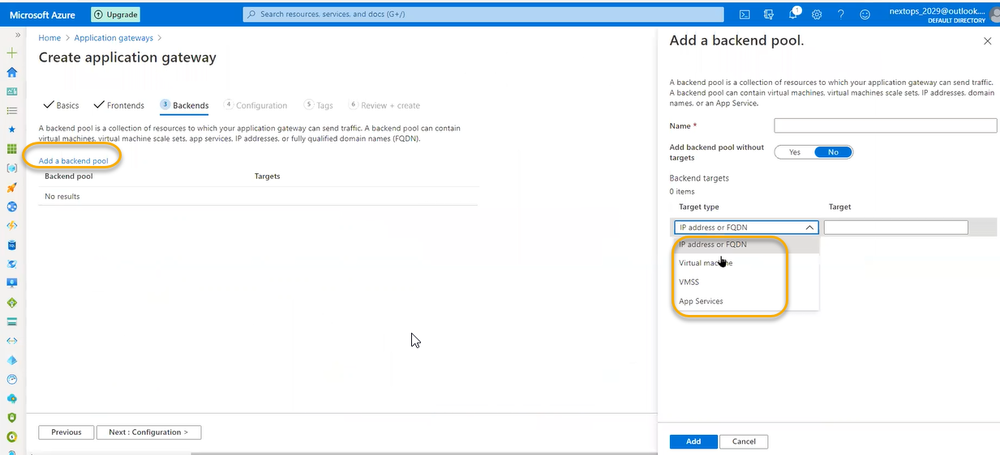 Microsoft Azure
Upgrade
Search resources, services, and docs (G+/)
1
nextops_2029@outlook....
DEFAULT DIRECTORY
Home > Application gateways >
Create application gateway
Basics
Frontends
3 Backends
4 Configuration
5 Tags
6 Review + create
A backend pool is a collection of resources to which your application gateway can send traffic. A backend pool can contain
virtual machines, virtual machine scale sets, app services, IP addresses, or fully qualified domain names (FQDN).
Add a backend pool
Backend pool Targets
No results
Previous
Next : Configuration >
Add a backend pool.
A backend pool is a collection of resources to which your application gateway can send traffic.
A backend pool can contain virtual machines, virtual machines scale sets, IP addresses, domain
names, or an App Service.
Name *
Add backend pool without
targets
Yes No
Backend targets
0 items
Target type Target
IP address or FQDN
IP address or FQDN
Virtual machine
VMSS
App Services
Add
Cancel